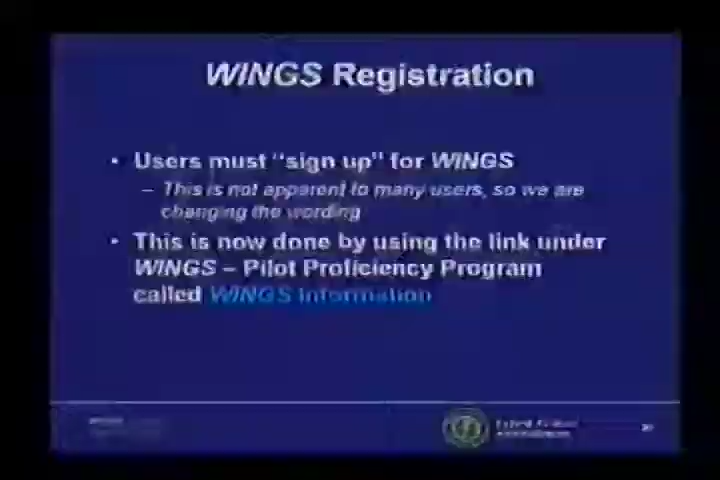 WINGS Registration
• Users must "sign up" for WINGS
– This is not apparent to many users, so we are
changing the wording
• This is now done by using the link under
WINGS – Pilot Proficiency Program
called WINGS Information